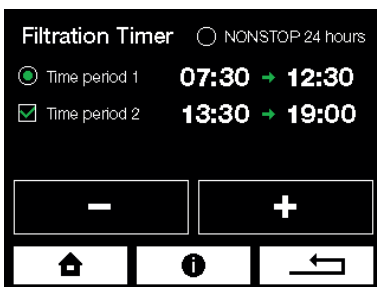 Filtration Timer NONSTOP 24 hours
Time period 1 07:30 → 12:30
Time period 2 13:30 → 19:00
− +